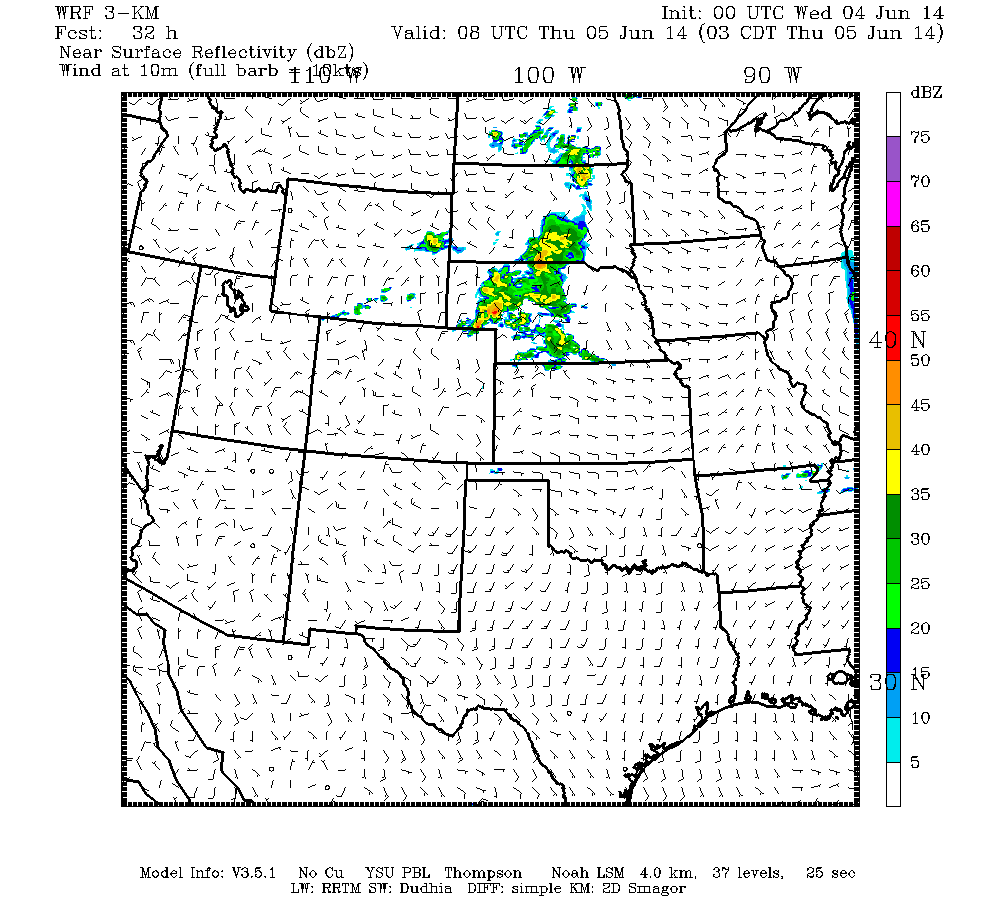 WRF 3-KM Init: 00 UTC Wed 04 Jun 14
Fcst: 32 h Valid: 08 UTC Thu 05 Jun 14 (03 CDT Thu 05 Jun 14)
Near Surface Reflectivity (dbZ)
Wind at 10m (full barb = 10kts)
110 W 100 W 90 W
dBZ
75
70
65
60
55
40 N
50
45
40
35
30
25
20
15
30 N
10
5
Model Info: V3.5.1 No Cu YSU PBL Thompson Noah LSM 4.0 km, 37 levels, 25 sec
LW: RRTM SW: Dudhia DIFF: simple KM: 2D Smagor